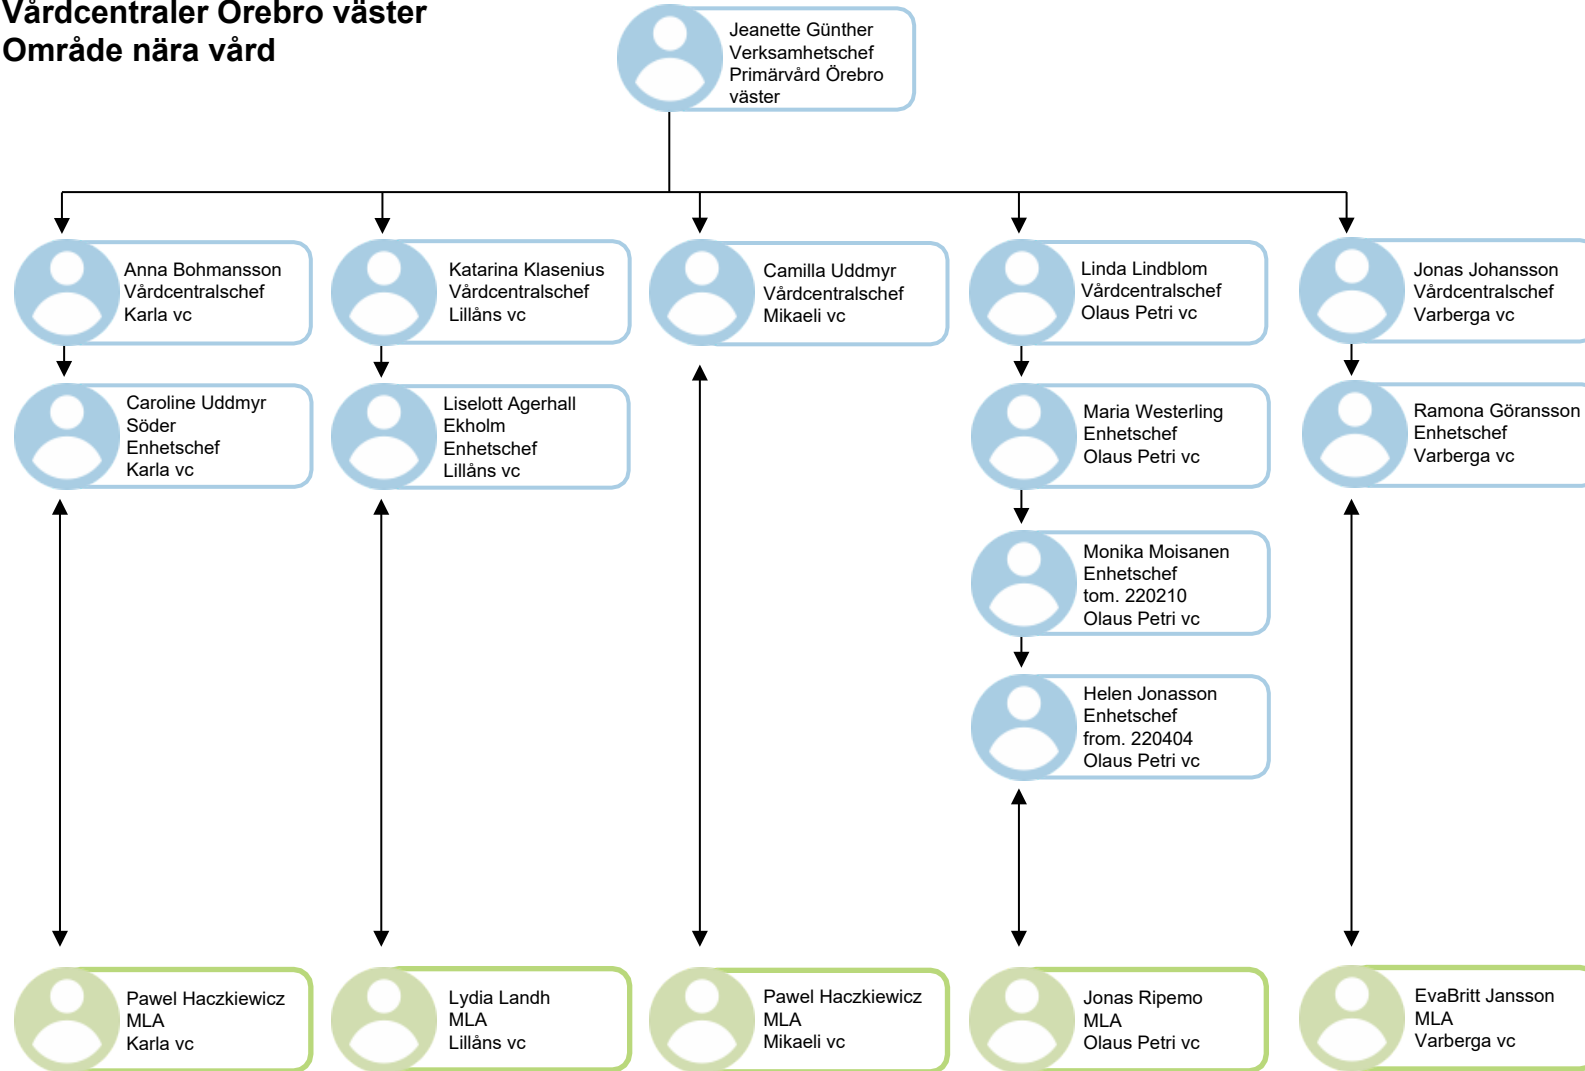 Vårdcentraler Örebro väster
Område nära vård
Jeanette Günther
Verksamhetschef
Primärvård Örebro
väster
Anna Bohmansson
Vårdcentralschef
Karla vc
Katarina Klasenius
Vårdcentralschef
Lillåns vc
Camilla Uddmyr
Vårdcentralschef
Mikaeli vc
Linda Lindblom
Vårdcentralschef
Olaus Petri vc
Jonas Johansson
Vårdcentralschef
Varberga vc
Caroline Uddmyr
Söder
Enhetschef
Karla vc
Liselott Agerhall
Ekholm
Enhetschef
Lillåns vc
Maria Westerling
Enhetschef
Olaus Petri vc
Ramona Göransson
Enhetschef
Varberga vc
Monika Moisanen
Enhetschef
tom. 220210
Olaus Petri vc
Helen Jonasson
Enhetschef
from. 220404
Olaus Petri vc
Pawel Haczkiewicz
MLA
Karla vc
Lydia Landh
MLA
Lillåns vc
Pawel Haczkiewicz
MLA
Mikaeli vc
Jonas Ripemo
MLA
Olaus Petri vc
EvaBritt Jansson
MLA
Varberga vc